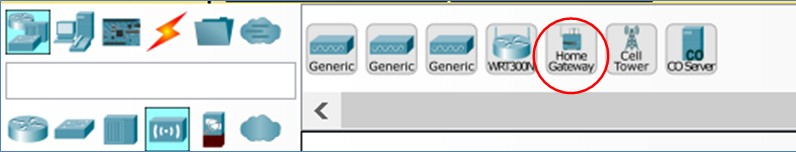 Generic
Generic
Generic
WRT300N
Home
Gateway
Cell
Tower
CO
CO Server